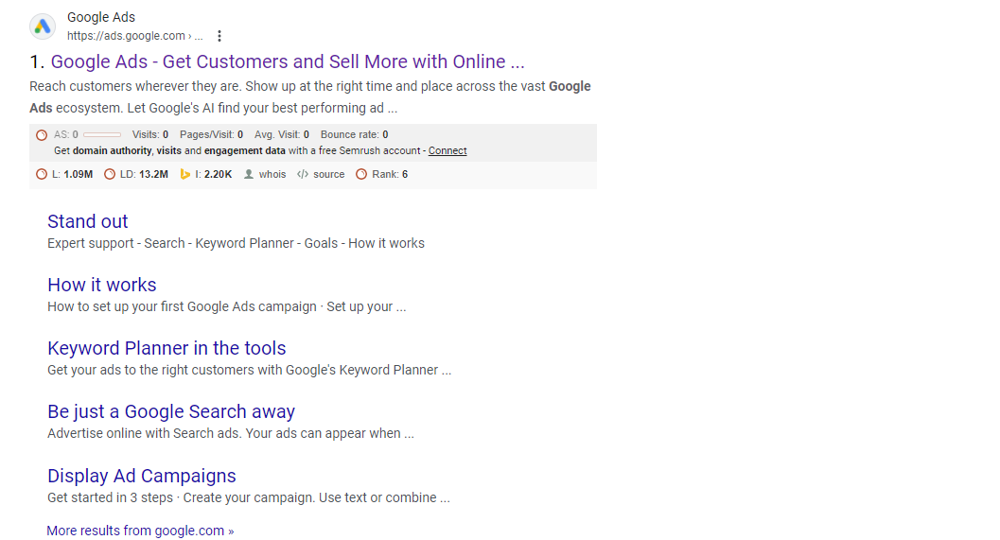 Google Ads
https://ads.google.com › ...
1. Google Ads - Get Customers and Sell More with Online ...
Reach customers wherever they are. Show up at the right time and place across the vast Google
Ads ecosystem. Let Google's AI find your best performing ad ...
AS: 0 Visits: 0 Pages/Visit: 0 Avg. Visit: 0 Bounce rate: 0
Get domain authority, visits and engagement data with a free Semrush account - Connect
L: 1.09M LD: 13.2M I: 2.20K whois </> source Rank: 6
Stand out
Expert support - Search - Keyword Planner - Goals - How it works
How it works
How to set up your first Google Ads campaign · Set up your ...
Keyword Planner in the tools
Get your ads to the right customers with Google's Keyword Planner ...
Be just a Google Search away
Advertise online with Search ads. Your ads can appear when ...
Display Ad Campaigns
Get started in 3 steps · Create your campaign. Use text or combine ...
More results from google.com »